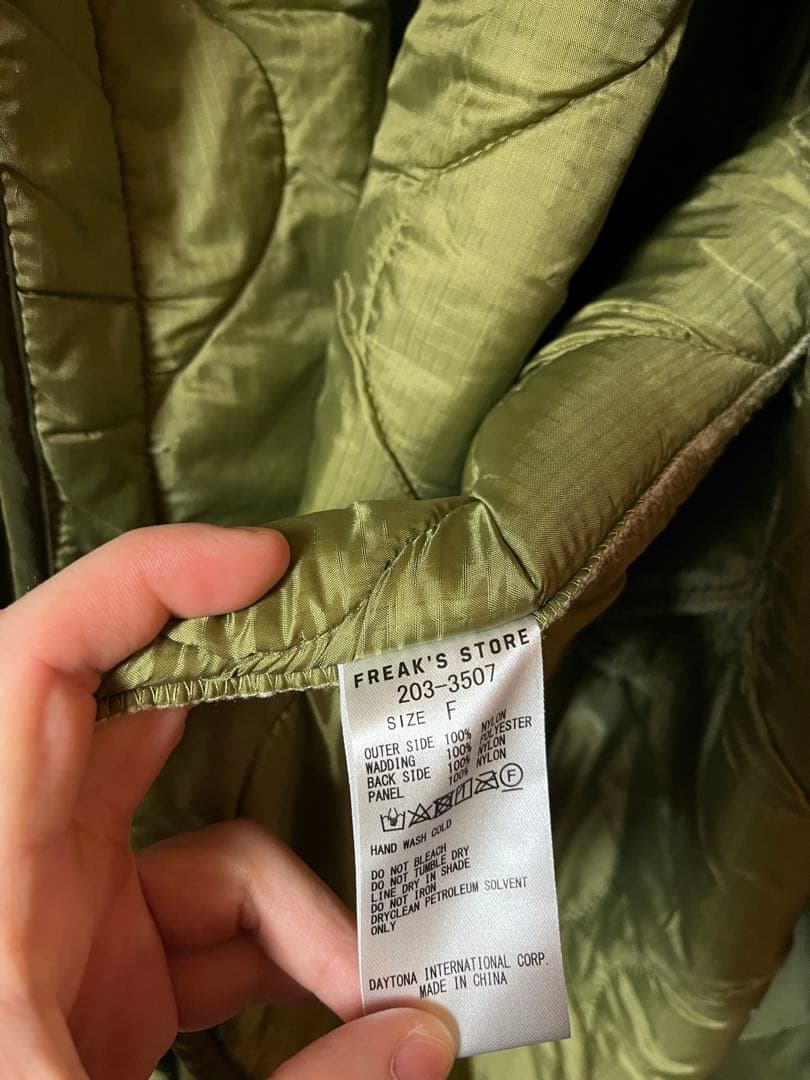 FREAK'S STORE
203-3507
SIZE F
OUTER SIDE 100% NYLON
WADDING 100% POLYESTER
BACK SIDE 100% NYLON
PANEL 100% NYLON
F
HAND WASH COLD
DO NOT BLEACH
DO NOT TUMBLE DRY
LINE DRY IN SHADE
DO NOT IRON
DRYCLEAN PETROLEUM SOLVENT
ONLY
DAYTONA INTERNATIONAL CORP.
MADE IN CHINA